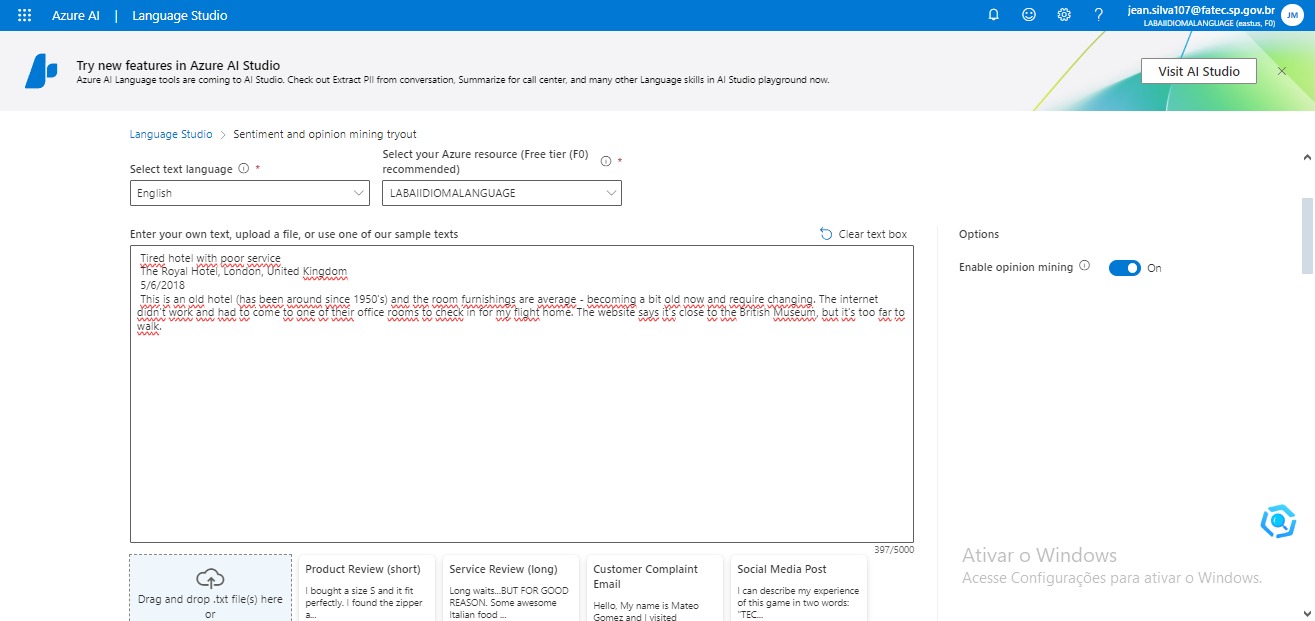 Azure AI | Language Studio
jean.silva107@fatec.sp.gov.br
LABAIIDIOMALANGUAGE (eastus, F0)
JM
Try new features in Azure AI Studio
Azure AI Language tools are coming to AI Studio. Check out Extract PII from conversation, Summarize for call center, and many other Language skills in AI Studio playground now.
Visit AI Studio
Language Studio > Sentiment and opinion mining tryout
Select text language *
English
Select your Azure resource (Free tier (F0)
recommended) *
LABAIIDIOMALANGUAGE
Enter your own text, upload a file, or use one of our sample texts
Clear text box
Tired hotel with poor service
The Royal Hotel, London, United Kingdom
5/6/2018
This is an old hotel (has been around since 1950's) and the room furnishings are average - becoming a bit old now and require changing. The internet
didn't work and had to come to one of their office rooms to check in for my flight home. The website says it's close to the British Museum, but it's too far to
walk.
397/5000
Options
Enable opinion mining
On
Drag and drop .txt file(s) here
or
Product Review (short)
I bought a size S and it fit
perfectly. I found the zipper
a...
Service Review (long)
Long waits...BUT FOR GOOD
REASON. Some awesome
Italian food ...
Customer Complaint
Email
Hello, My name is Mateo
Gomez and I visited
Social Media Post
I can describe my experience
of this game in two words:
"TEC...
Ativar o Windows
Acesse Configurações para ativar o Windows.